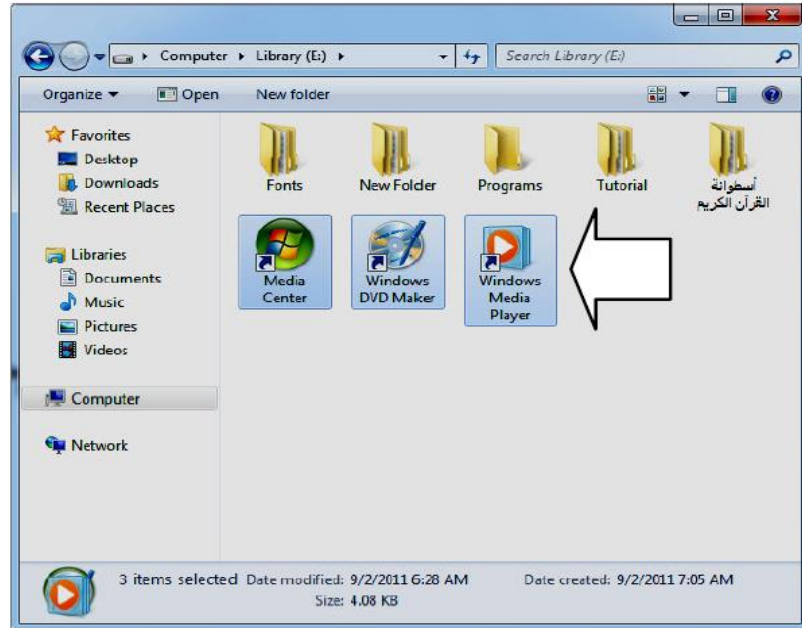 Computer ▸ Library (E:) ▸
Search Library (E:)
Organize Open New folder
Favorites
Desktop
Downloads
Recent Places
Libraries
Documents
Music
Pictures
Videos
Computer
Network
Fonts
New Folder
Programs
Tutorial
أسطوانة
القرآن الكريم
Media
Center
Windows
DVD Maker
Windows
Media
Player
3 items selected Date modified: 9/2/2011 6:28 AM Date created: 9/2/2011 7:05 AM
Size: 4.08 KB